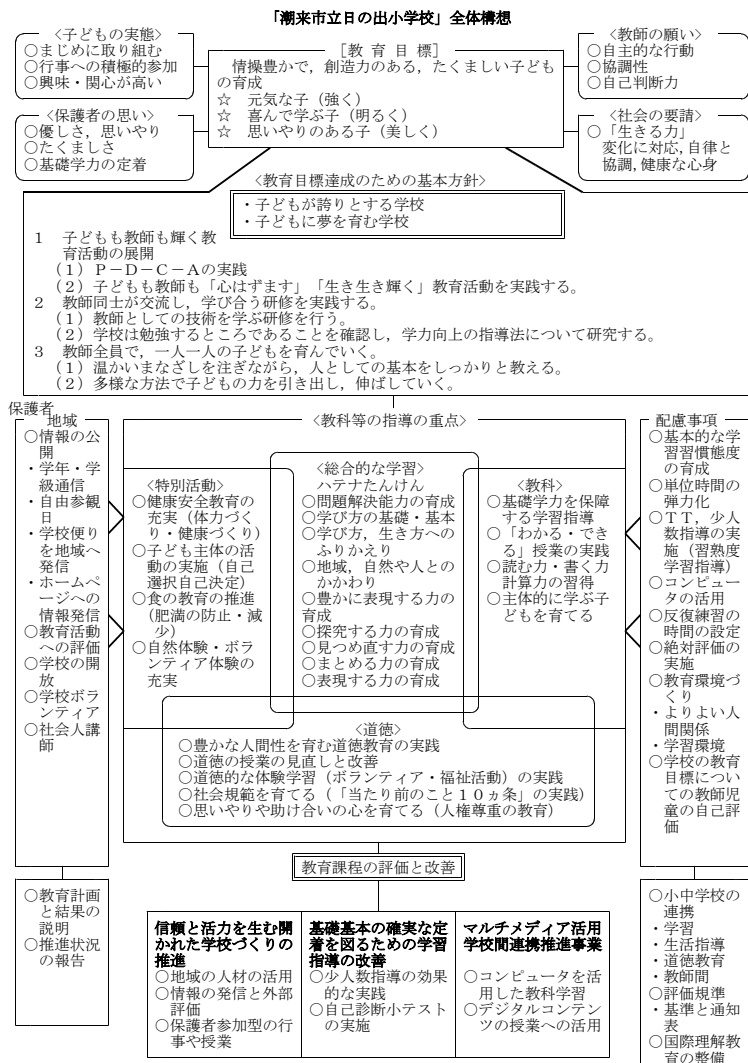 「潮来市立日の出小学校」全体構想
<子どもの実態>
○まじめに取り組む
○行事への積極的参加
○興味・関心が高い
[教 育 目 標]
情操豊かで，創造力のある，たくましい子ども
の育成
☆ 元気な子（強く）
☆ 喜んで学ぶ子（明るく）
☆ 思いやりのある子（美しく）
<教師の願い>
○自主的な行動
○協調性
○自己判断力
<保護者の思い>
○優しさ，思いやり
○たくましさ
○基礎学力の定着
<社会の要請>
○「生きる力」
変化に対応，自律と
協調，健康な心身
<教育目標達成のための基本方針>
・子どもが誇りとする学校
・子どもに夢を育む学校
1 子どもも教師も輝く教
育活動の展開
（1）P－D－C－Aの実践
（2）子どもも教師も「心はずます」「生き生き輝く」教育活動を実践する。
2 教師同士が交流し，学び合う研修を実践する。
（1）教師としての技術を学ぶ研修を行う。
（2）学校は勉強するところであることを確認し，学力向上の指導法について研究する。
3 教師全員で，一人一人の子どもを育んでいく。
（1）温かいまなざしを注ぎながら，人としての基本をしっかりと教える。
（2）多様な方法で子どもの力を引き出し，伸ばしていく。
保護者
地域
○情報の公
開
・学年・学
級通信
・自由参観
日
・学校便り
を地域へ
発信
・ホームペ
ージへの
情報発信
○教育活動
への評価
○学校の開
放
○学校ボラ
ンティア
○社会人講
師
<教科等の指導の重点>
<特別活動>
○健康安全教育の
充実（体力づく
り・健康づくり）
○子ども主体の活
動の実施（自己
選択自己決定）
○食の教育の推進
（肥満の防止・減
少）
○自然体験・ボラ
ンティア体験の
充実
<総合的な学習>
ハテナたんけん
○問題解決能力の育成
○学び方の基礎・基本
○学び方，生き方への
ふりかえり
○地域，自然や人との
かかわり
○豊かに表現する力の
育成
○探究する力の育成
○見つめ直す力の育成
○まとめる力の育成
○表現する力の育成
<教科>
○基礎学力を保障
する学習指導
○「わかる・でき
る」授業の実践
○読む力・書く力
計算力の習得
○主体的に学ぶ子
どもを育てる
<道徳>
○豊かな人間性を育む道徳教育の実践
○道徳の授業の見直しと改善
○道徳的な体験学習（ボランティア・福祉活動）の実践
○社会規範を育てる（「当たり前のこと１０ヵ条」の実践）
○思いやりや助け合いの心を育てる（人権尊重の教育）
配慮事項
○基本的な学
習習慣態度
の育成
○単位時間の
弾力化
○ＴＴ，少人
数指導の実
施（習熟度
学習指導）
○コンピュー
タの活用
○反復練習の
時間の設定
○絶対評価の
実施
○教育環境づ
くり
・よりよい人
間関係
・学習環境
○学校の教育
目標につい
ての教師児
童の自己評
価
教育課程の評価と改善
○教育計画
と結果の
説明
○推進状況
の報告
信頼と活力を生む開
かれた学校づくりの
推進
○地域の人材の活用
○情報の発信と外部
評価
○保護者参加型の行
事や授業
基礎基本の確実な定
着を図るための学習
指導の改善
○少人数指導の効果
的な実践
○自己診断小テスト
の実施
マルチメディア活用
学校間連携推進事業
○コンピュータを活
用した教科学習
○デジタルコンテン
ツの授業への活用
○小中学校の
連携
・学習
・生活指導
・道徳教育
・教師間
○評価規準
・基準と通知
表
○国際理解教
育の整備